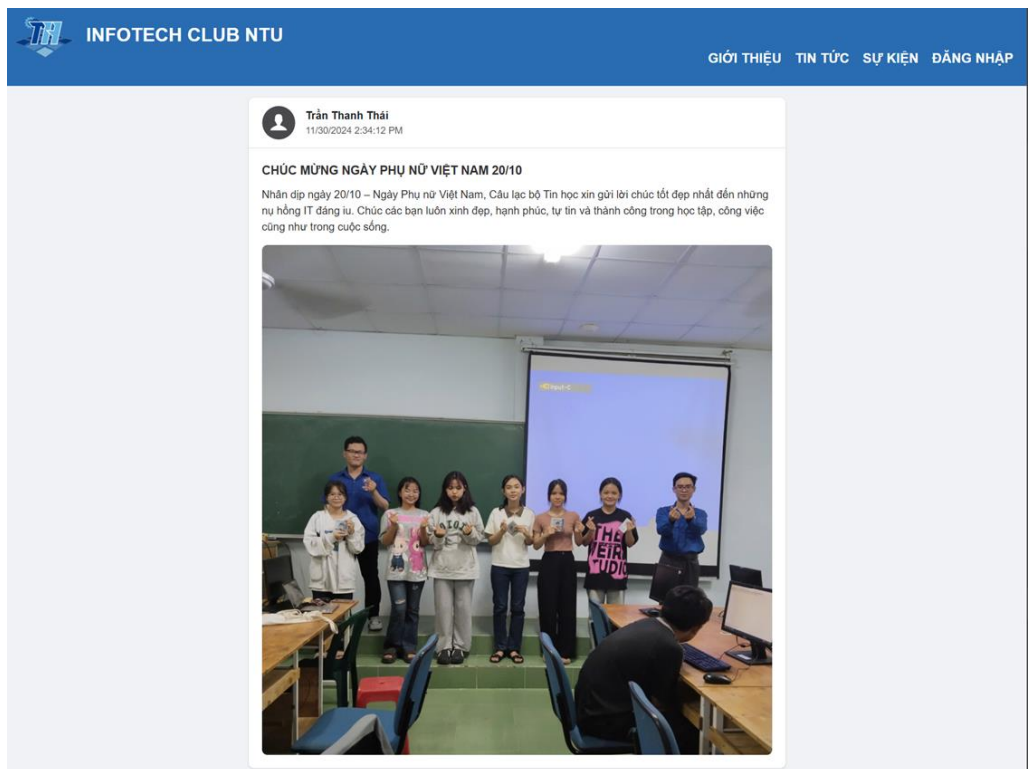 TH
INFOTECH CLUB NTU
GIỚI THIỆU TIN TỨC SỰ KIỆN ĐĂNG NHẬP
Trần Thanh Thái
11/30/2024 2:34:12 PM
CHÚC MỪNG NGÀY PHỤ NỮ VIỆT NAM 20/10
Nhân dịp ngày 20/10 – Ngày Phụ nữ Việt Nam, Câu lạc bộ Tin học xin gửi lời chúc tốt đẹp nhất đến những
nụ hồng IT đáng iu. Chúc các bạn luôn xinh đẹp, hạnh phúc, tự tin và thành công trong học tập, công việc
cũng như trong cuộc sống.
THE
WEIRD
STUDIO